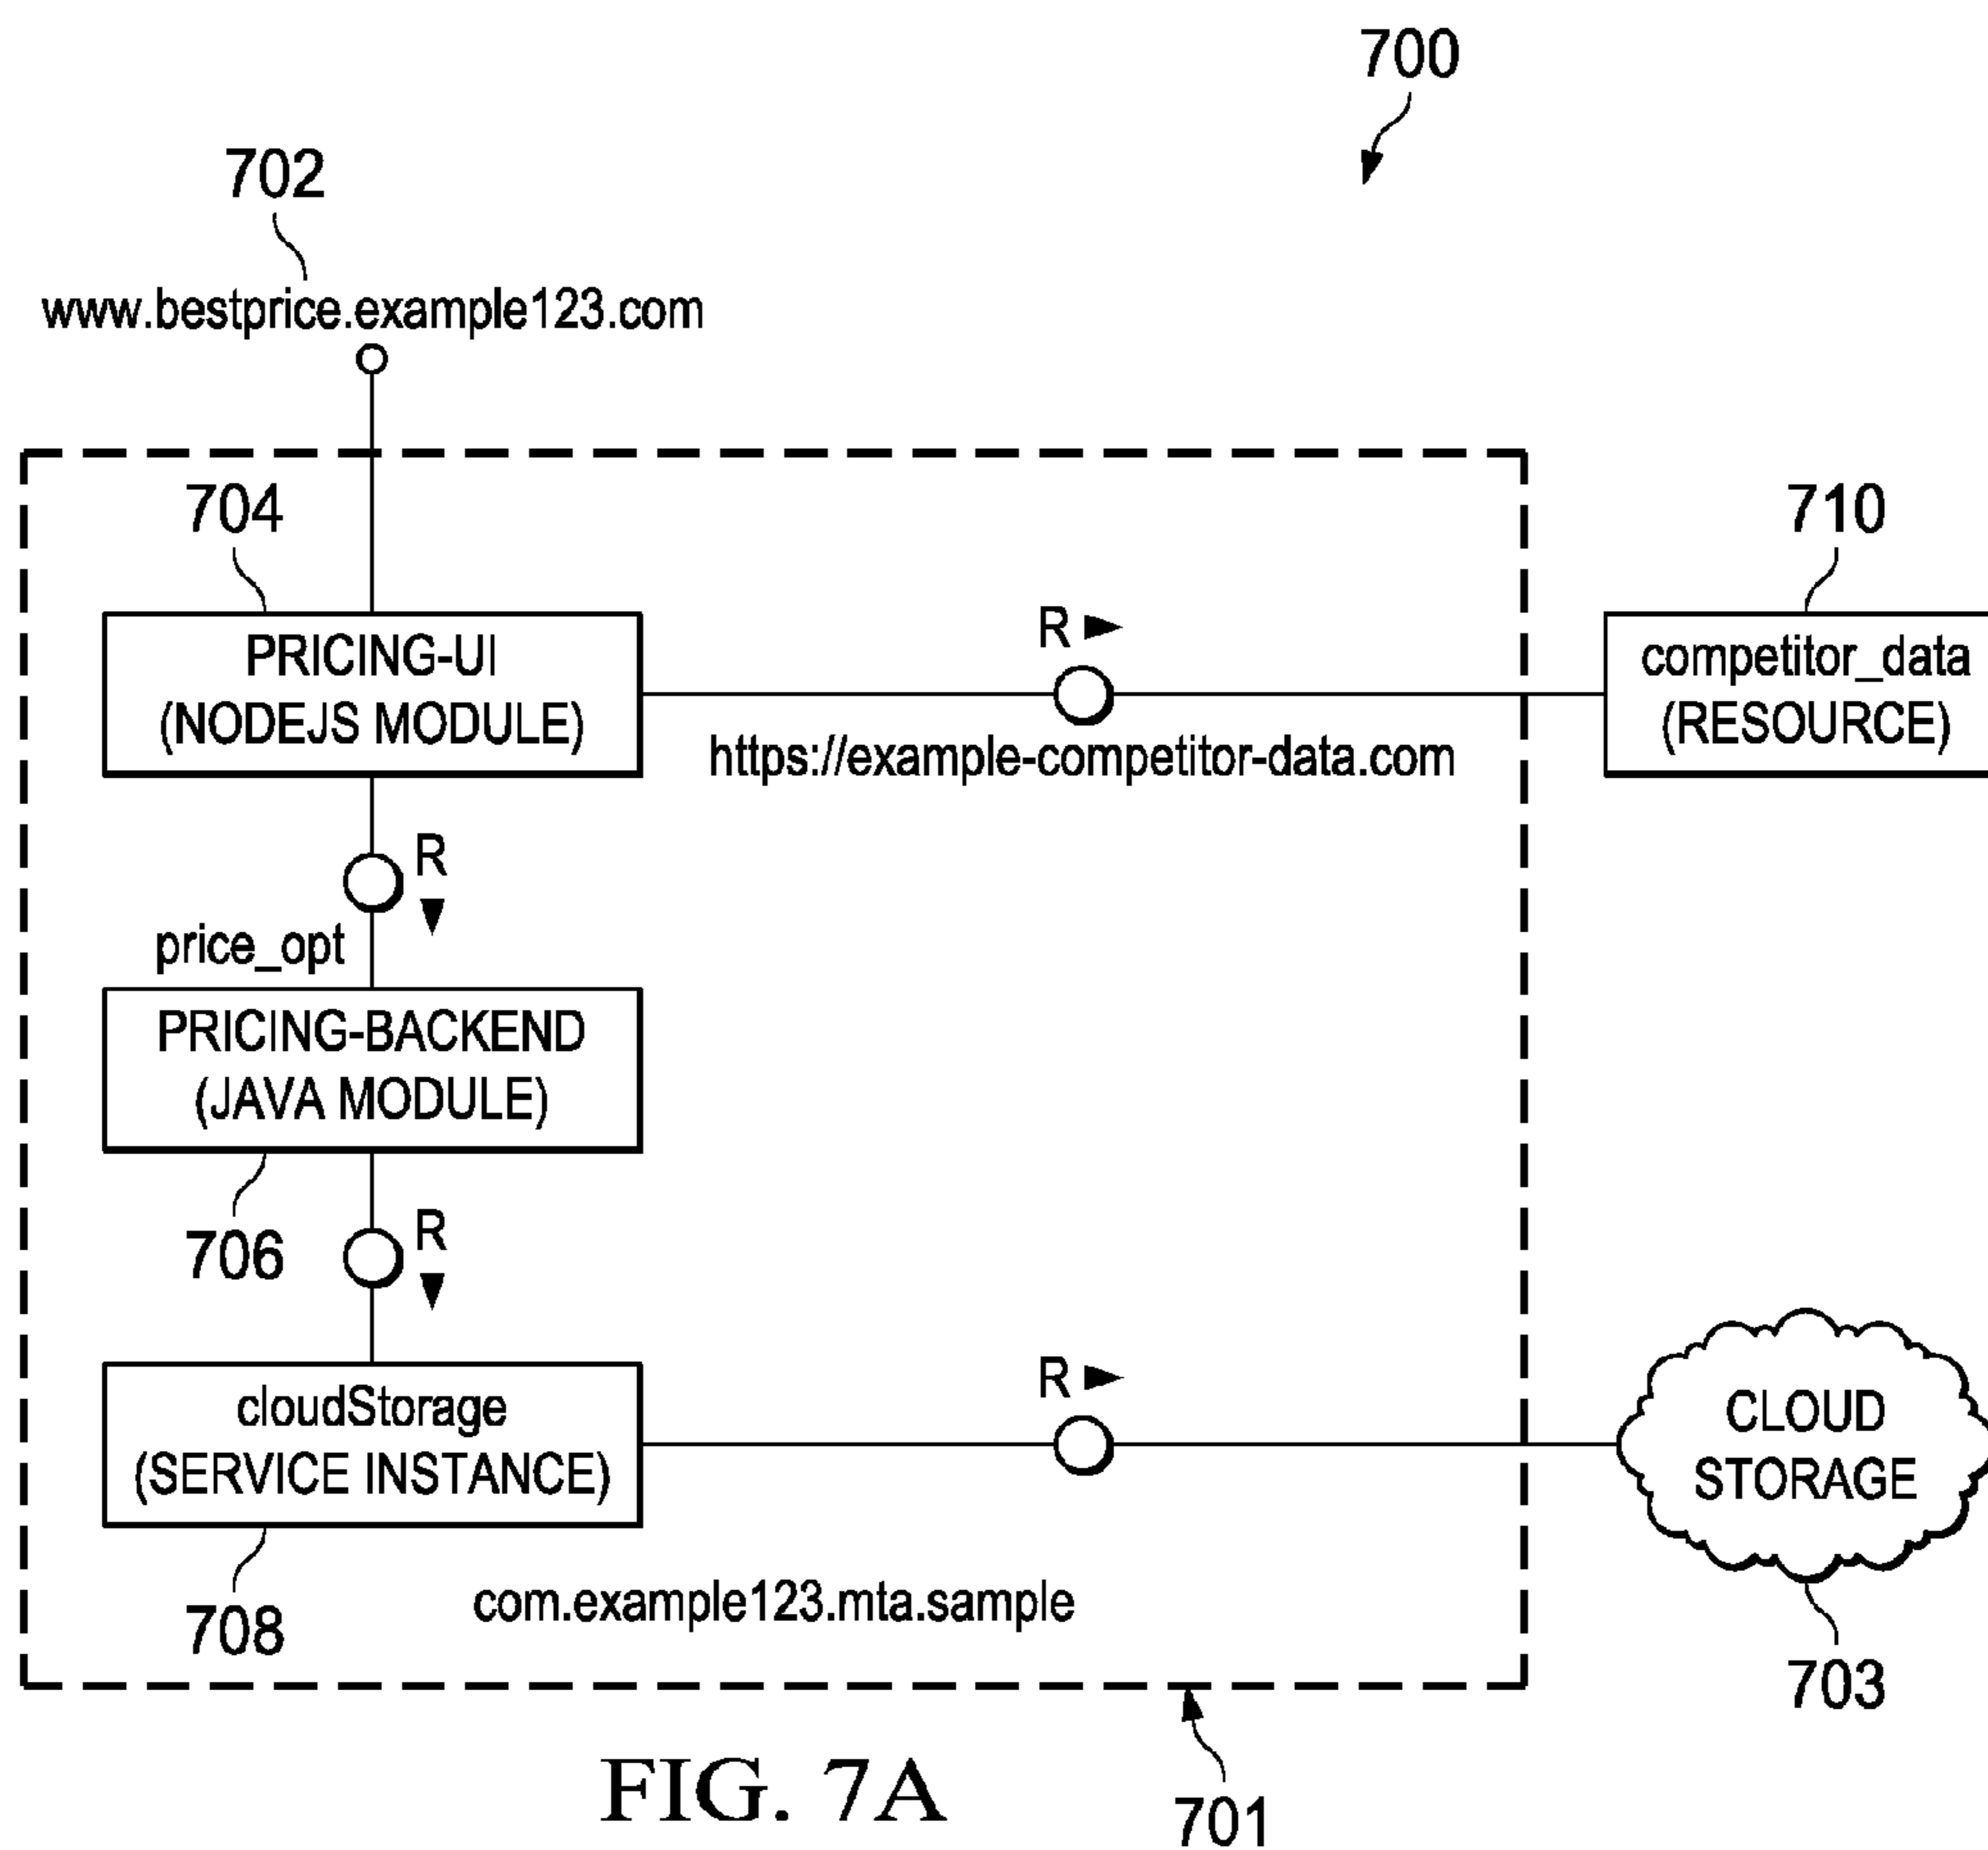 700
702
www.bestprice.example123.com
704
710
PRICING-UI
(NODEJS MODULE)
R
https://example-competitor-data.com
competitor_data
(RESOURCE)
R
price_opt
PRICING-BACKEND
(JAVA MODULE)
706
R
cloudStorage
(SERVICE INSTANCE)
R
CLOUD
STORAGE
708
com.example123.mta.sample
703
701
FIG. 7A